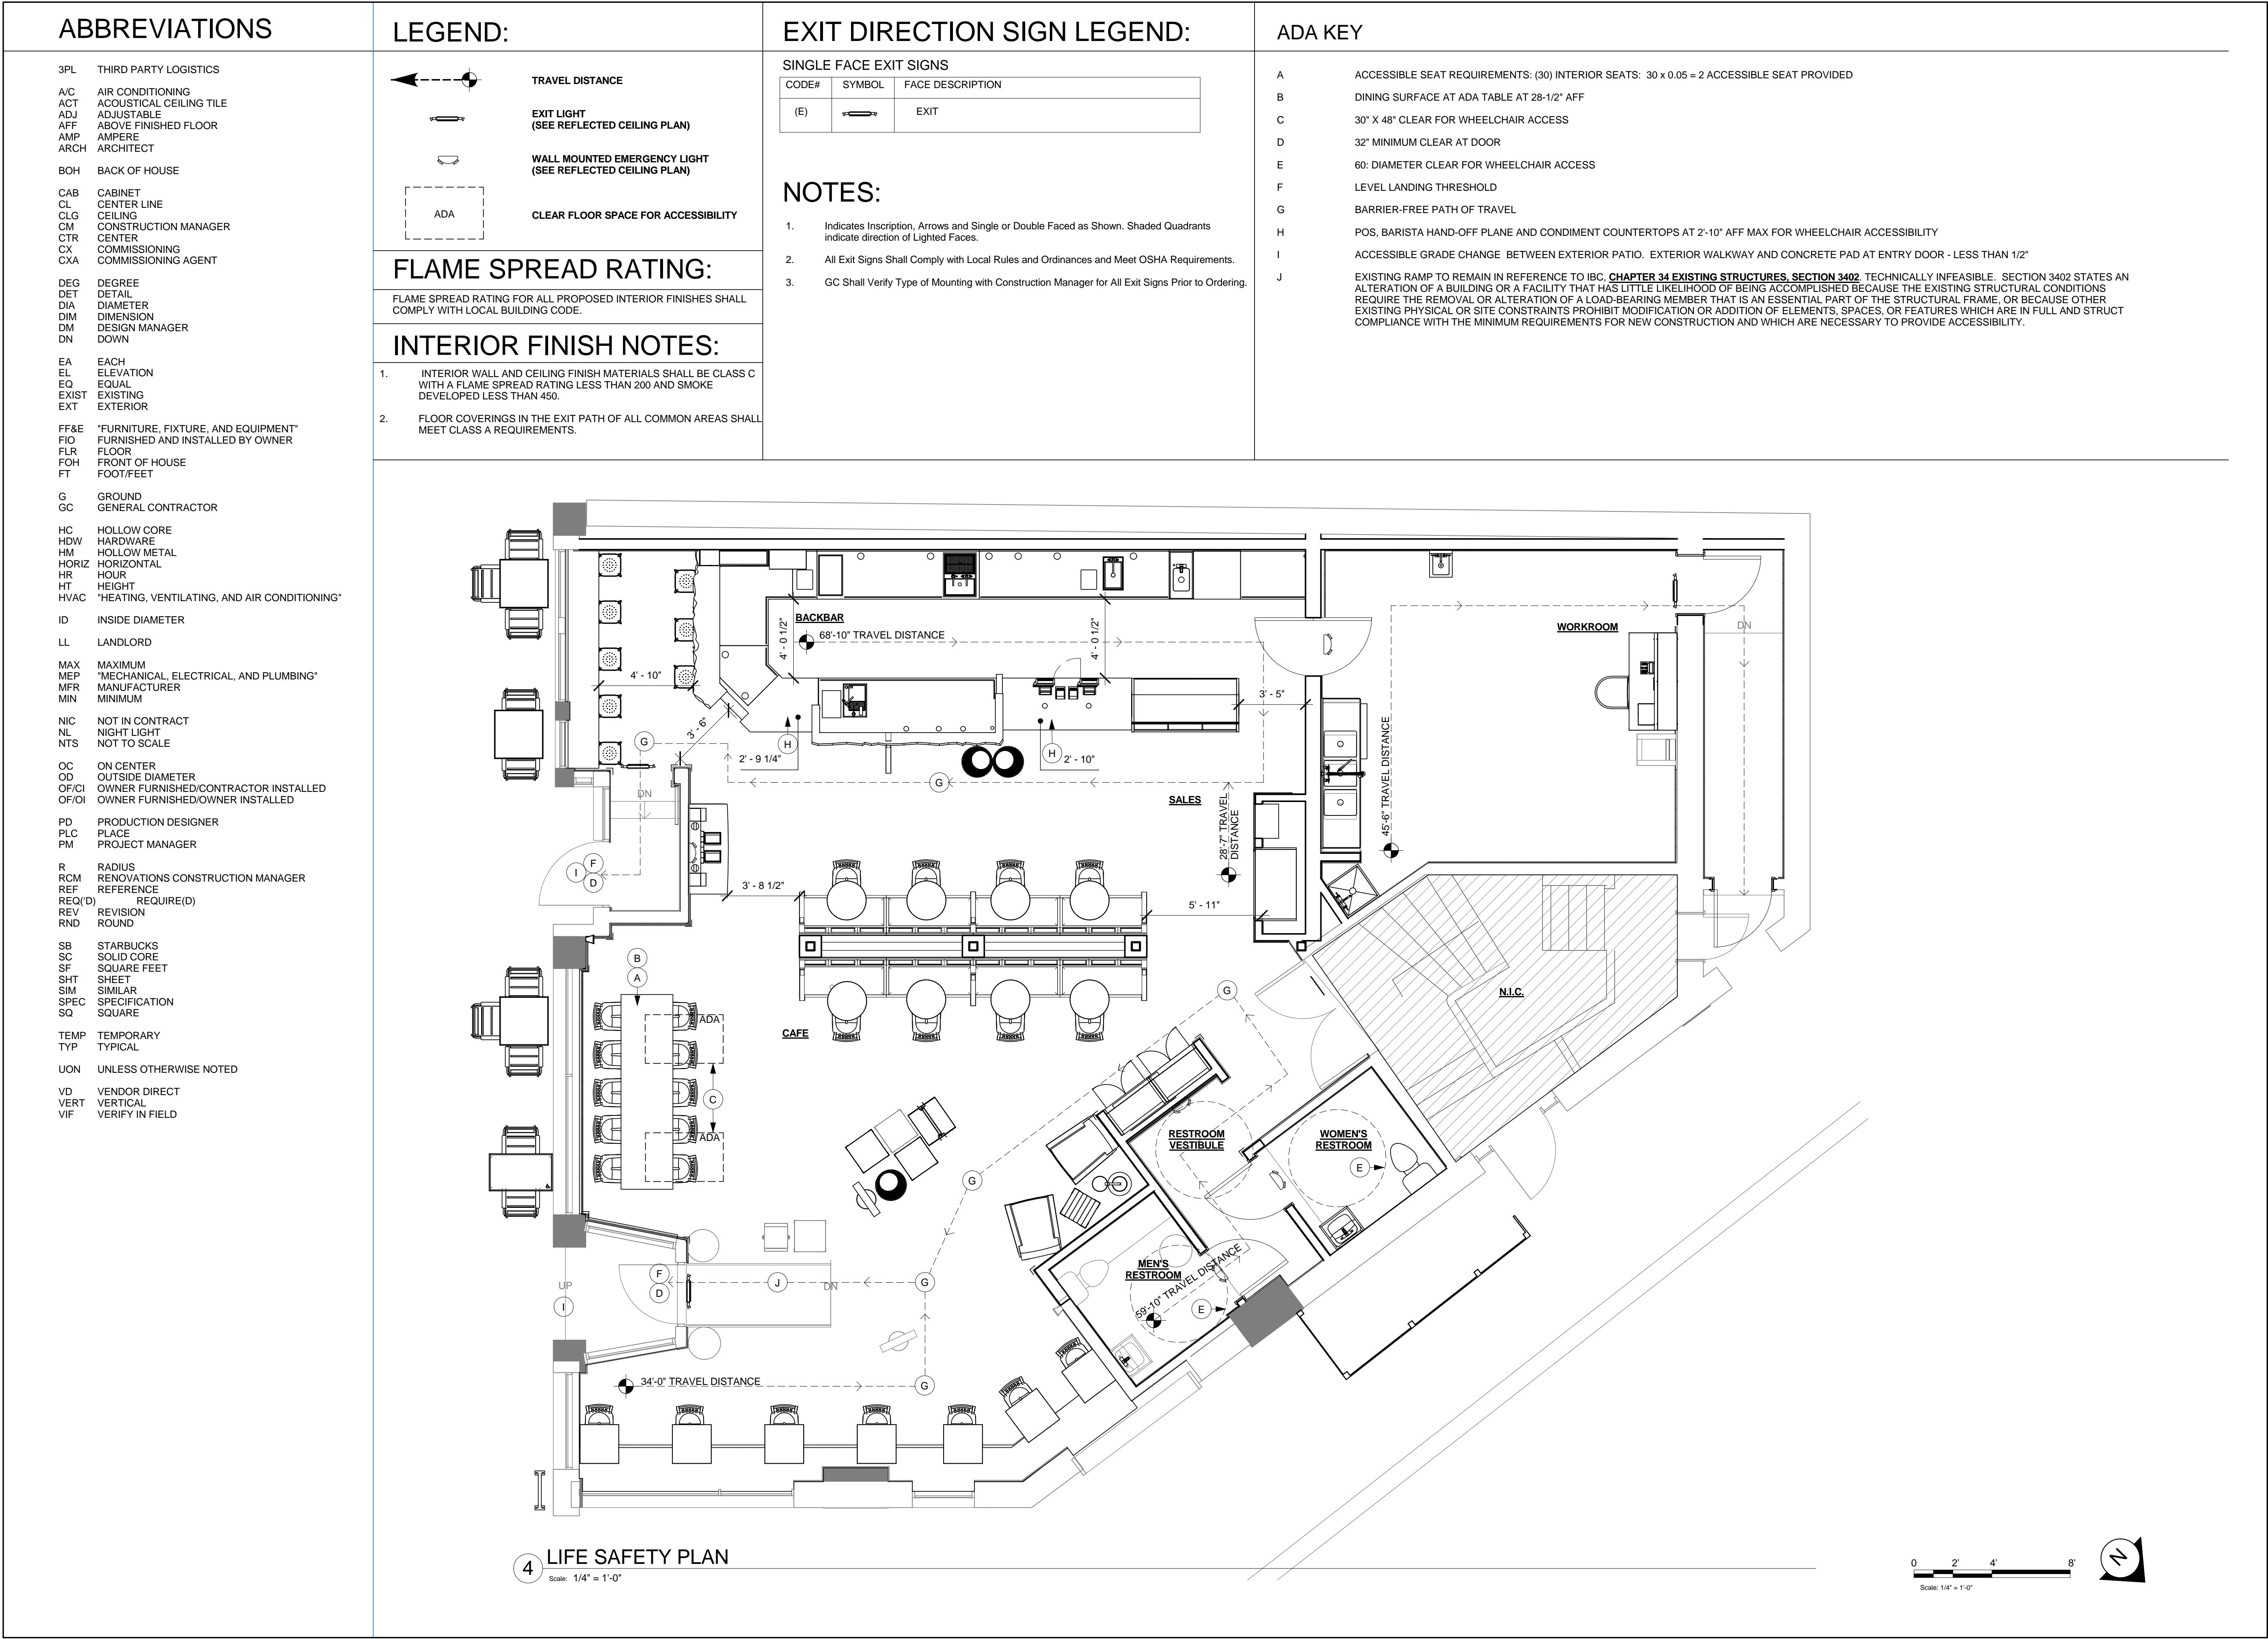 ABBREVIATIONS
3PL THIRD PARTY LOGISTICS
A/C AIR CONDITIONING
ACT ACOUSTICAL CEILING TILE
ADJ ADJUSTABLE
AFF ABOVE FINISHED FLOOR
AMP AMPERE
ARCH ARCHITECT
BOH BACK OF HOUSE
CAB CABINET
CL CENTER LINE
CLG CEILING
CM CONSTRUCTION MANAGER
CTR CENTER
CX COMMISSIONING
CXA COMMISSIONING AGENT
DEG DEGREE
DET DETAIL
DIA DIAMETER
DIM DIMENSION
DM DESIGN MANAGER
DN DOWN
EA EACH
EL ELEVATION
EQ EQUAL
EXIST EXISTING
EXT EXTERIOR
FF&E "FURNITURE, FIXTURE, AND EQUIPMENT"
FIO FURNISHED AND INSTALLED BY OWNER
FLR FLOOR
FOH FRONT OF HOUSE
FT FOOT/FEET
G GROUND
GC GENERAL CONTRACTOR
HC HOLLOW CORE
HDW HARDWARE
HM HOLLOW METAL
HORIZ HORIZONTAL
HR HOUR
HT HEIGHT
HVAC "HEATING, VENTILATING, AND AIR CONDITIONING"
ID INSIDE DIAMETER
LL LANDLORD
MAX MAXIMUM
MEP "MECHANICAL, ELECTRICAL, AND PLUMBING"
MFR MANUFACTURER
MIN MINIMUM
NIC NOT IN CONTRACT
NL NIGHT LIGHT
NTS NOT TO SCALE
OC ON CENTER
OD OUTSIDE DIAMETER
OF/CI OWNER FURNISHED/CONTRACTOR INSTALLED
OF/OI OWNER FURNISHED/OWNER INSTALLED
PD PRODUCTION DESIGNER
PLC PLACE
PM PROJECT MANAGER
R RADIUS
RCM RENOVATIONS CONSTRUCTION MANAGER
REF REFERENCE
REQ('D) REQUIRE(D)
REV REVISION
RND ROUND
SB STARBUCKS
SC SOLID CORE
SF SQUARE FEET
SHT SHEET
SIM SIMILAR
SPEC SPECIFICATION
SQ SQUARE
TEMP TEMPORARY
TYP TYPICAL
UON UNLESS OTHERWISE NOTED
VD VENDOR DIRECT
VERT VERTICAL
VIF VERIFY IN FIELD
LEGEND:
TRAVEL DISTANCE
EXIT LIGHT
(SEE REFLECTED CEILING PLAN)
WALL MOUNTED EMERGENCY LIGHT
(SEE REFLECTED CEILING PLAN)
ADA CLEAR FLOOR SPACE FOR ACCESSIBILITY
FLAME SPREAD RATING:
FLAME SPREAD RATING FOR ALL PROPOSED INTERIOR FINISHES SHALL
COMPLY WITH LOCAL BUILDING CODE.
INTERIOR FINISH NOTES:
1. INTERIOR WALL AND CEILING FINISH MATERIALS SHALL BE CLASS C
WITH A FLAME SPREAD RATING LESS THAN 200 AND SMOKE
DEVELOPED LESS THAN 450.
2. FLOOR COVERINGS IN THE EXIT PATH OF ALL COMMON AREAS SHALL
MEET CLASS A REQUIREMENTS.
EXIT DIRECTION SIGN LEGEND:
SINGLE FACE EXIT SIGNS
CODE# SYMBOL FACE DESCRIPTION
(E) EXIT
NOTES:
1. Indicates Inscription, Arrows and Single or Double Faced as Shown. Shaded Quadrants
indicate direction of Lighted Faces.
2. All Exit Signs Shall Comply with Local Rules and Ordinances and Meet OSHA Requirements.
3. GC Shall Verify Type of Mounting with Construction Manager for All Exit Signs Prior to Ordering.
ADA KEY
A ACCESSIBLE SEAT REQUIREMENTS: (30) INTERIOR SEATS: 30 x 0.05 = 2 ACCESSIBLE SEAT PROVIDED
B DINING SURFACE AT ADA TABLE AT 28-1/2" AFF
C 30" X 48" CLEAR FOR WHEELCHAIR ACCESS
D 32" MINIMUM CLEAR AT DOOR
E 60: DIAMETER CLEAR FOR WHEELCHAIR ACCESS
F LEVEL LANDING THRESHOLD
G BARRIER-FREE PATH OF TRAVEL
H POS, BARISTA HAND-OFF PLANE AND CONDIMENT COUNTERTOPS AT 2'-10" AFF MAX FOR WHEELCHAIR ACCESSIBILITY
I ACCESSIBLE GRADE CHANGE BETWEEN EXTERIOR PATIO. EXTERIOR WALKWAY AND CONCRETE PAD AT ENTRY DOOR - LESS THAN 1/2"
J EXISTING RAMP TO REMAIN IN REFERENCE TO IBC, CHAPTER 34 EXISTING STRUCTURES, SECTION 3402. TECHNICALLY INFEASIBLE. SECTION 3402 STATES AN
ALTERATION OF A BUILDING OR A FACILITY THAT HAS LITTLE LIKELIHOOD OF BEING ACCOMPLISHED BECAUSE THE EXISTING STRUCTURAL CONDITIONS
REQUIRE THE REMOVAL OR ALTERATION OF A LOAD-BEARING MEMBER THAT IS AN ESSENTIAL PART OF THE STRUCTURAL FRAME, OR BECAUSE OTHER
EXISTING PHYSICAL OR SITE CONSTRAINTS PROHIBIT MODIFICATION OR ADDITION OF ELEMENTS, SPACES, OR FEATURES WHICH ARE IN FULL AND STRUCT
COMPLIANCE WITH THE MINIMUM REQUIREMENTS FOR NEW CONSTRUCTION AND WHICH ARE NECESSARY TO PROVIDE ACCESSIBILITY.
BACKBAR
68'-10" TRAVEL DISTANCE
4' - 0 1/2"
4' - 0 1/2"
WORKROOM
DN
4' - 10"
3' - 5"
3' - 6"
G
H
H
2' - 9 1/4"
2' - 10"
G
DN
SALES
28'-7" TRAVEL
DISTANCE
45'-6" TRAVEL DISTANCE
F
I
D
3' - 8 1/2"
5' - 11"
B
A
G
N.I.C.
ADA
CAFE
C
ADA
RESTROOM
VESTIBULE
WOMEN'S
RESTROOM
E
G
MEN'S
RESTROOM
59'-10" TRAVEL DISTANCE
E
UP
F
D
I
J
DN
G
34'-0" TRAVEL DISTANCE
G
4 LIFE SAFETY PLAN
Scale: 1/4" = 1'-0"
0 2' 4' 8'
Scale: 1/4" = 1'-0"
N